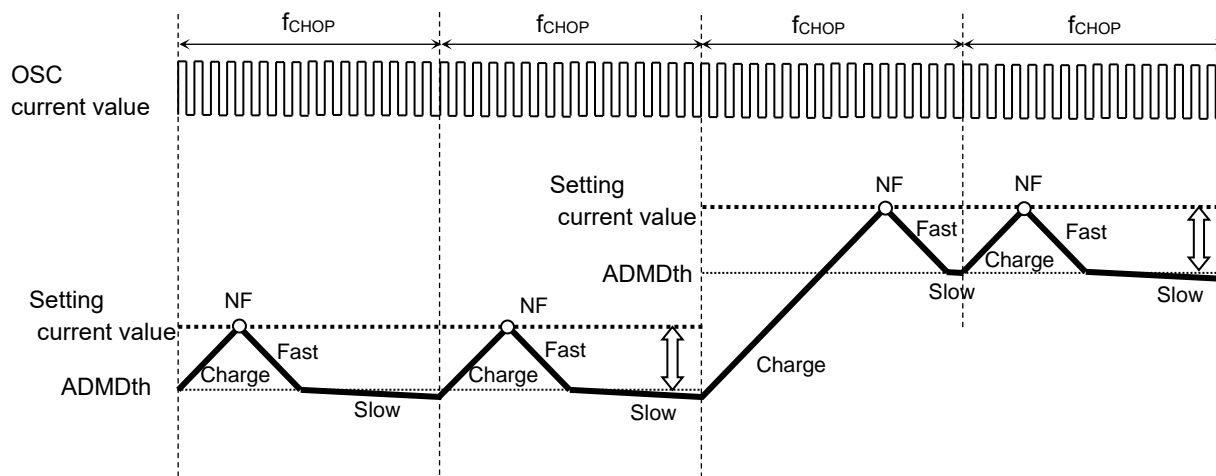 fCHOP
fCHOP
fCHOP
fCHOP
OSC
current value
Setting
current value
NF
NF
Fast
Fast
ADMDth
Charge
Slow
Slow
Setting
current value
NF
NF
Fast
Fast
Charge
ADMDth
Charge
Charge
Slow
Slow